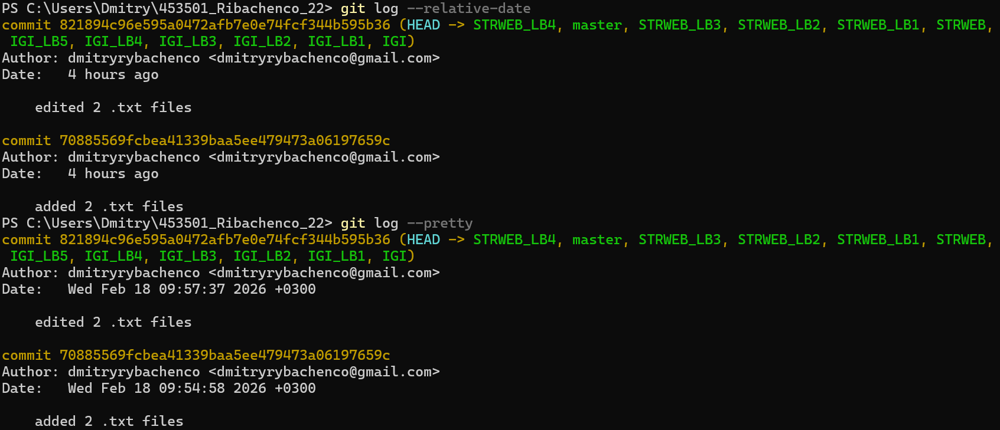 PS C:\Users\Dmitry\453501_Ribachenco_22> git log --relative-date
commit 821894c96e595a0472afb7e0e74fcf344b595b36 (HEAD -> STRWEB_LB4, master, STRWEB_LB3, STRWEB_LB2, STRWEB_LB1, STRWEB,
 IGI_LB5, IGI_LB4, IGI_LB3, IGI_LB2, IGI_LB1, IGI)
Author: dmitryrybachenco <dmitryrybachenco@gmail.com>
Date:   4 hours ago

    edited 2 .txt files

commit 70885569fcbea41339baa5ee479473a06197659c
Author: dmitryrybachenco <dmitryrybachenco@gmail.com>
Date:   4 hours ago

    added 2 .txt files
PS C:\Users\Dmitry\453501_Ribachenco_22> git log --pretty
commit 821894c96e595a0472afb7e0e74fcf344b595b36 (HEAD -> STRWEB_LB4, master, STRWEB_LB3, STRWEB_LB2, STRWEB_LB1, STRWEB,
 IGI_LB5, IGI_LB4, IGI_LB3, IGI_LB2, IGI_LB1, IGI)
Author: dmitryrybachenco <dmitryrybachenco@gmail.com>
Date:   Wed Feb 18 09:57:37 2026 +0300

    edited 2 .txt files

commit 70885569fcbea41339baa5ee479473a06197659c
Author: dmitryrybachenco <dmitryrybachenco@gmail.com>
Date:   Wed Feb 18 09:54:58 2026 +0300

    added 2 .txt files